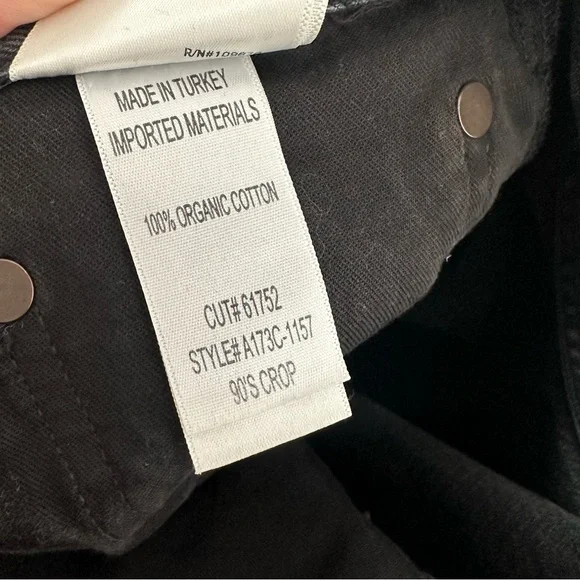 MADE IN TURKEY
IMPORTED MATERIALS
100% ORGANIC COTTON
CUT# 61752
STYLE# A173C-1157
90'S CROP